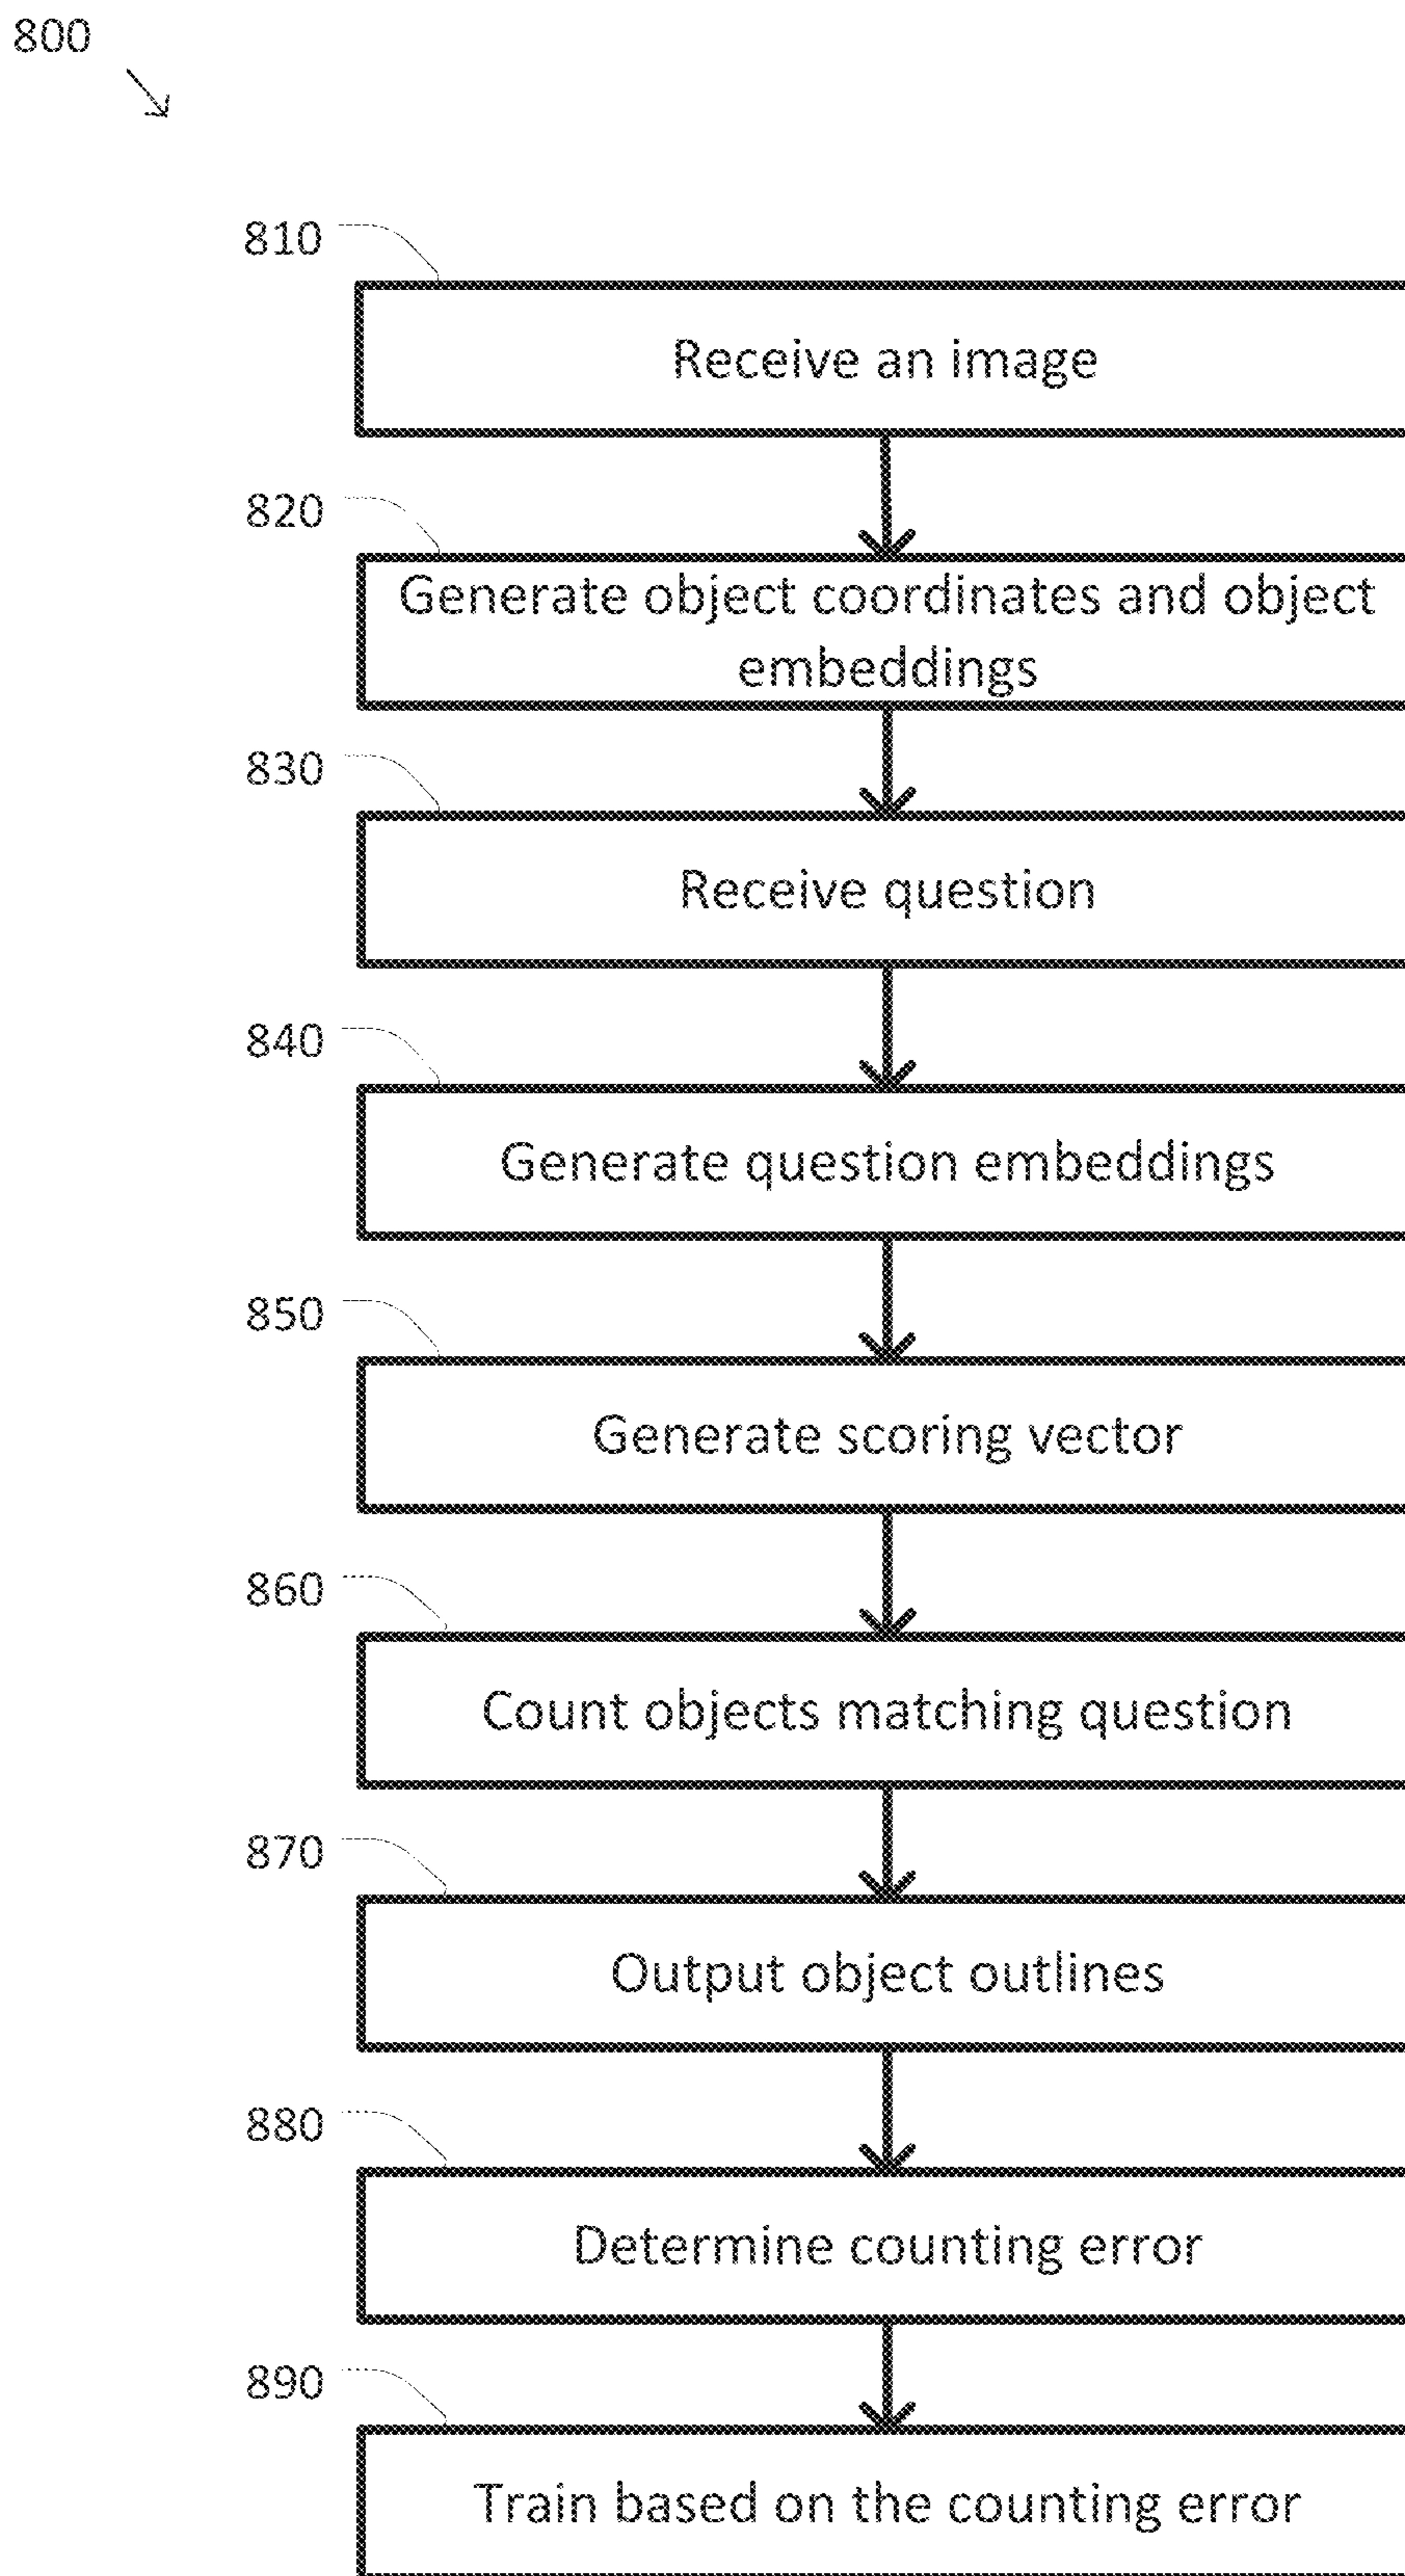 800
810
Receive an image
820
Generate object coordinates and object
embeddings
830
Receive question
840
Generate question embeddings
850
Generate scoring vector
860
Count objects matching question
870
Output object outlines
880
Determine counting error
890
Train based on the counting error